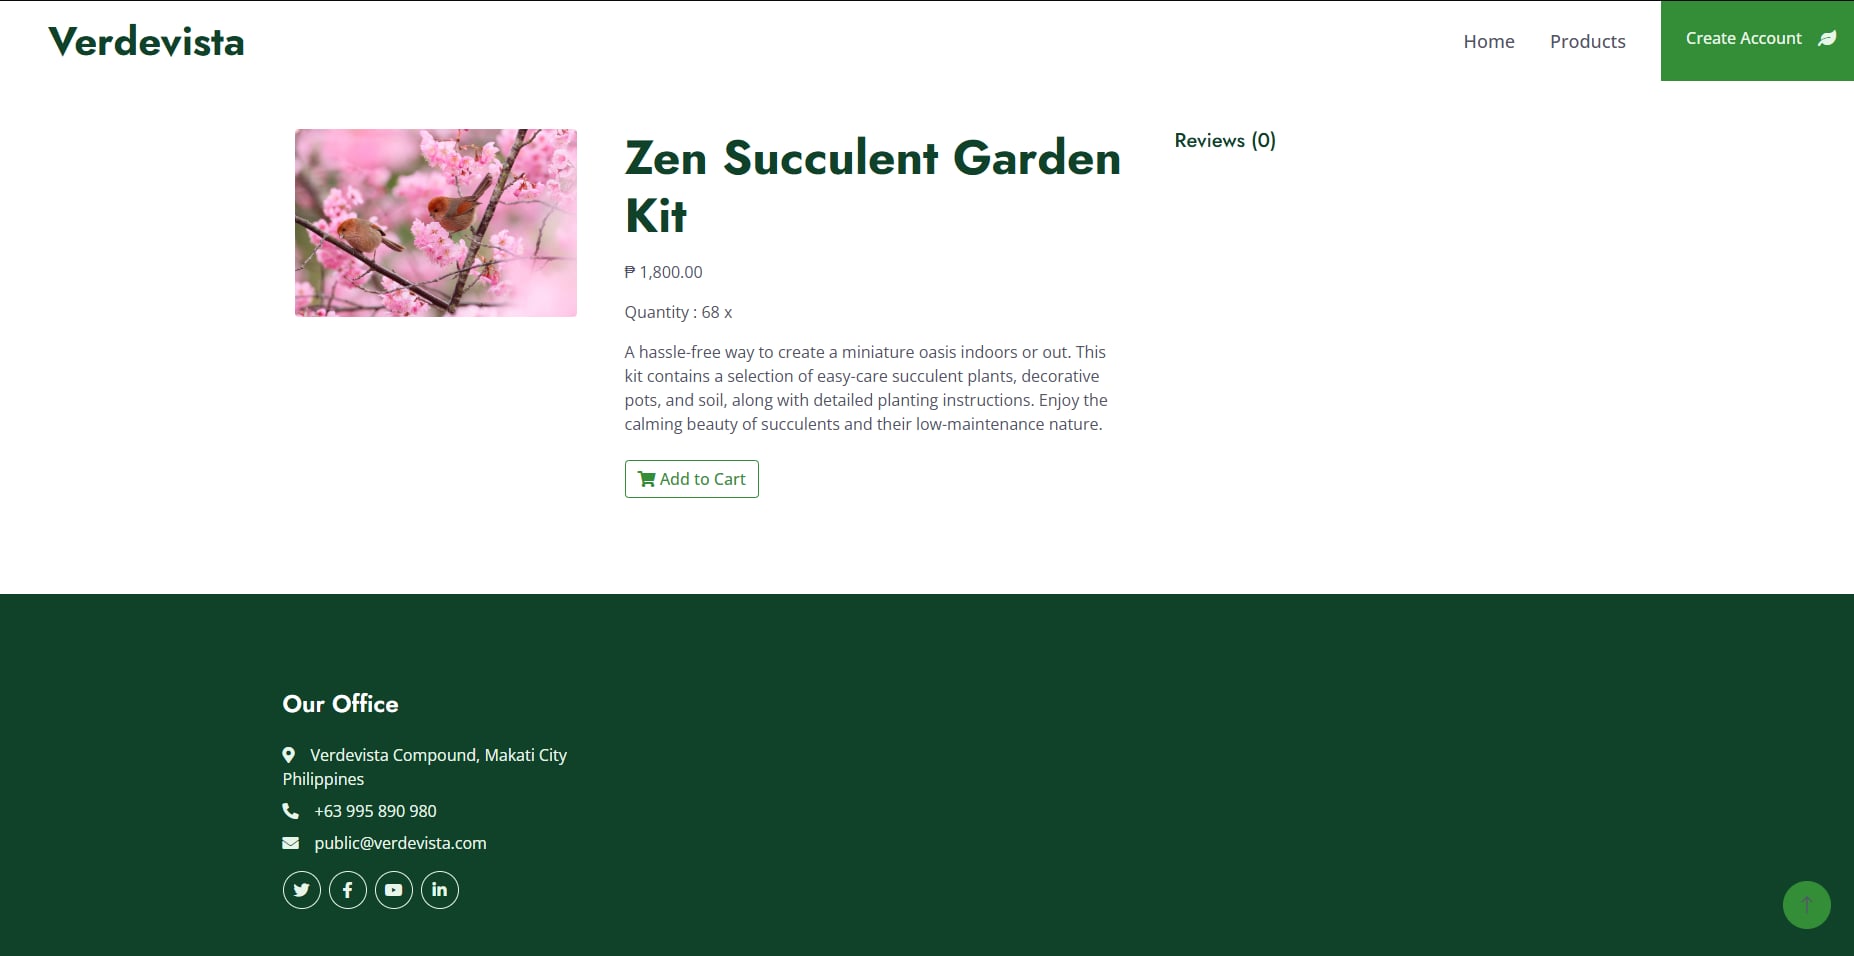 Verdevista
Home
Products
Create Account
Zen Succulent Garden
Kit
₱ 1,800.00
Quantity : 68 x
A hassle-free way to create a miniature oasis indoors or out. This
kit contains a selection of easy-care succulent plants, decorative
pots, and soil, along with detailed planting instructions. Enjoy the
calming beauty of succulents and their low-maintenance nature.
Add to Cart
Reviews (0)
Our Office
Verdevista Compound, Makati City
Philippines
+63 995 890 980
public@verdevista.com